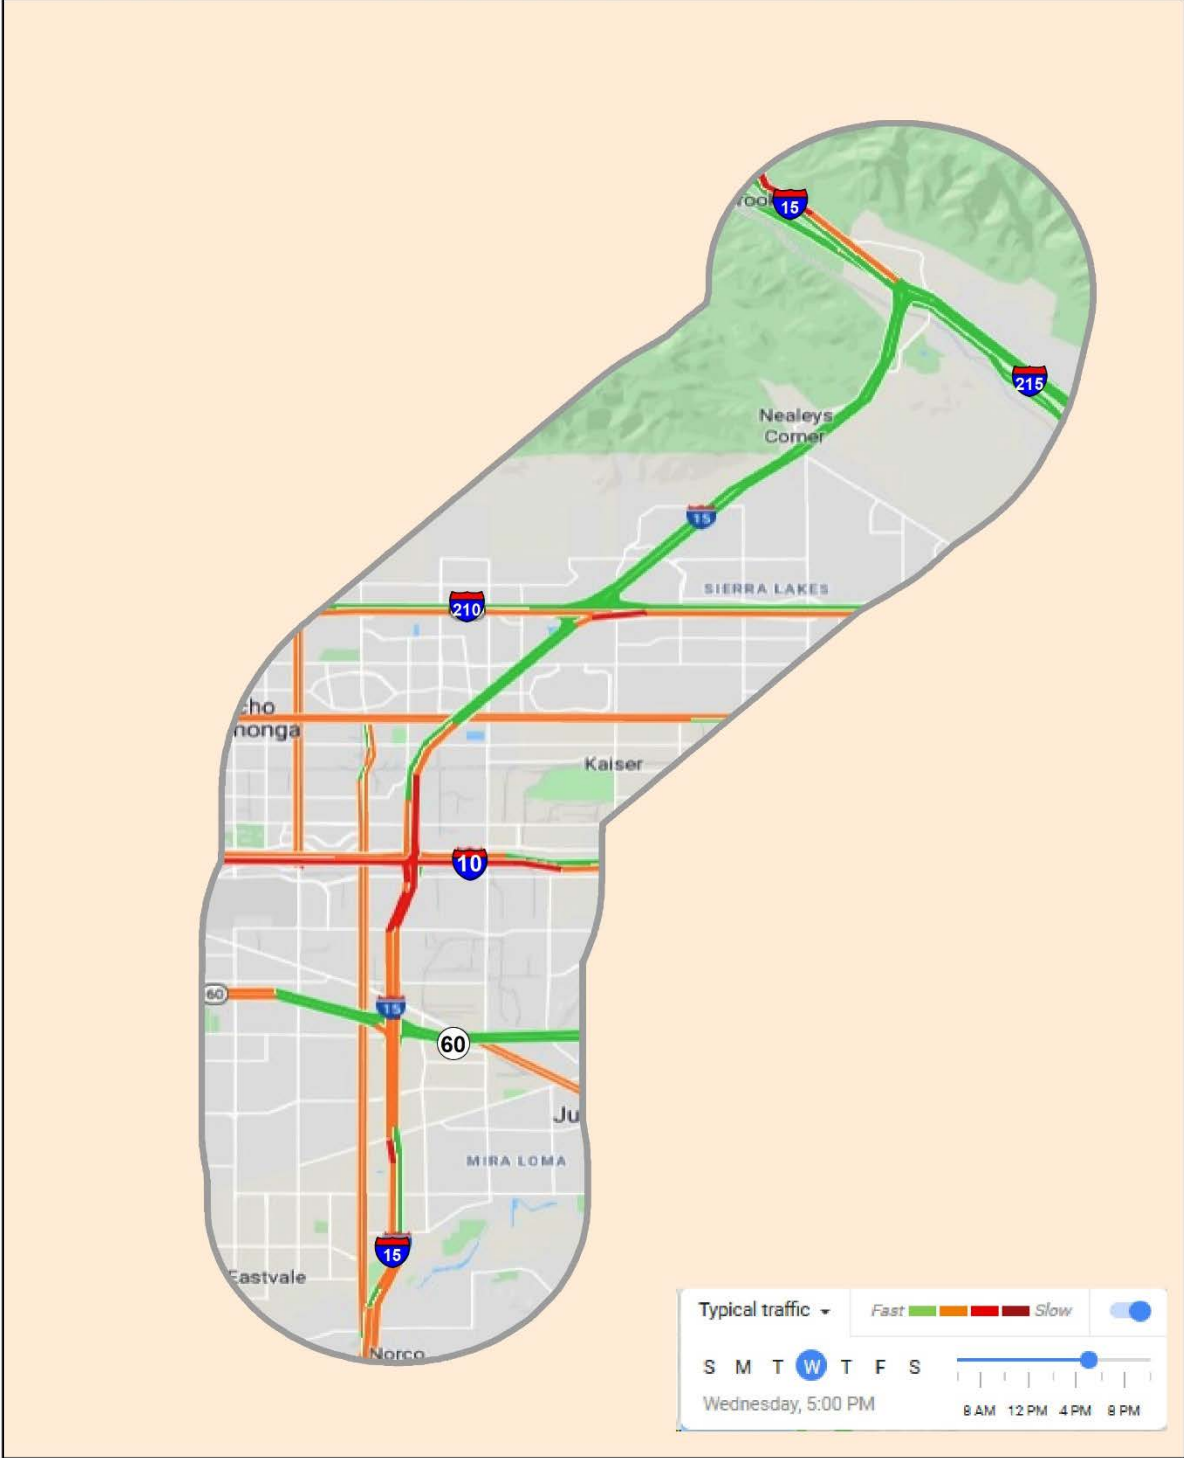 15
215
Nealeys
Corner
15
SIERRA LAKES
210
cho
nonga
Kaiser
10
60
15
60
Ju
MIRA LOMA
15
Eastvale
Norco
Typical traffic
Fast Slow
S M T W T F S
Wednesday, 5:00 PM
8 AM 12 PM 4 PM 8 PM